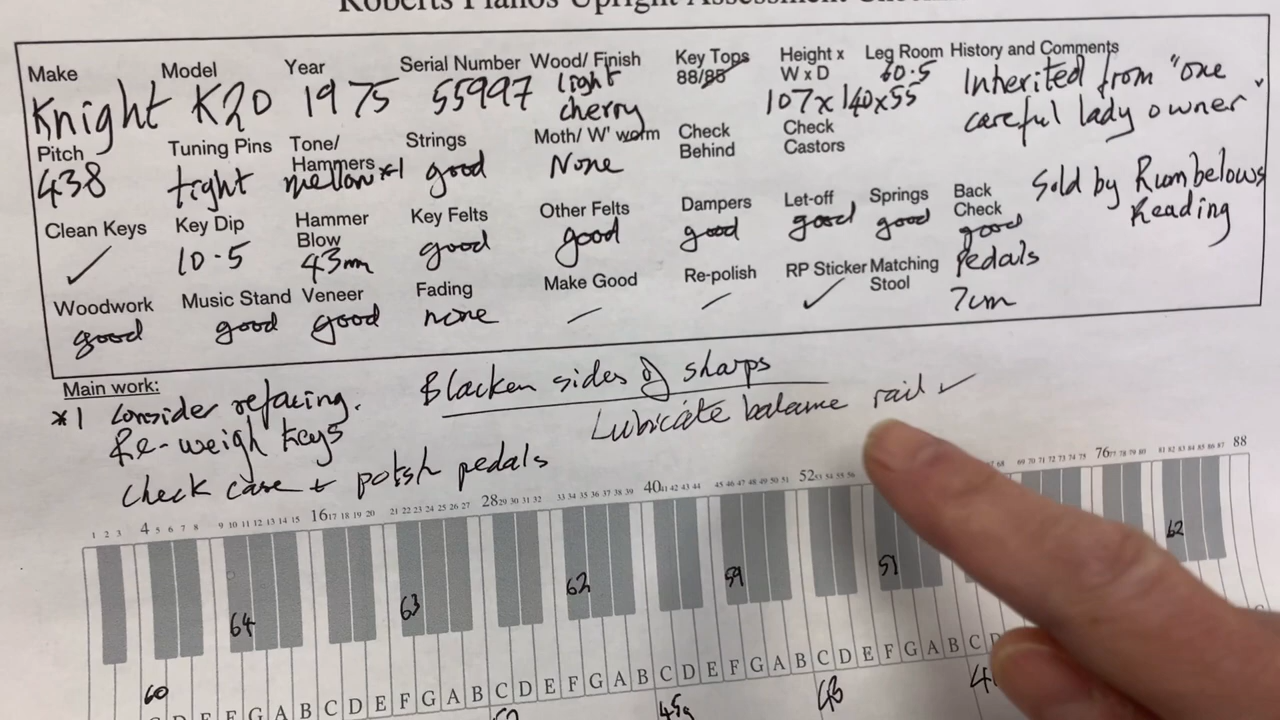 Roberts Pianos Upright Assessment
Make Model Year Serial Number Wood/ Finish Key Tops 88/85 Height x W x D Leg Room History and Comments
Knight K20 1975 55997 light cherry 107x140x55 60.5 Inherited from "one careful lady owner"
Pitch Tuning Pins Tone/ Hammers Strings Moth/ W' worm Check Behind Check Castors
438 tight mellow *1 good None
Sold by Rumbelows Reading
Clean Keys Key Dip Hammer Blow Key Felts Other Felts Dampers Let-off Springs Back Check
✓ 10.5 43mm good good good good good good
Woodwork Music Stand Veneer Fading Make Good Re-polish RP Sticker Matching Stool Pedals
good good good none – – ✓ 7cm
Main work:
*1 Consider refacing.
Blacken sides of sharps
Re-weigh keys
Lubricate balance rail ✓
Check case + polish pedals
1 2 3 4 5 6 7 8 9 10 11 12 13 14 15 16 17 18 19 20 21 22 23 24 25 26 27 28 29 30 31 32 33 34 35 36 37 38 39 40 41 42 43 44 45 46 47 48 49 50 51 52 53 54 55 56 68 69 70 71 72 73 74 75 76 77 78 79 80 81 82 83 84 85 86 87 88
64 63 62 59 51 62
60
E F G A B C D E F G A B C D E F G A B C D E F G A B C D E F G A B C D